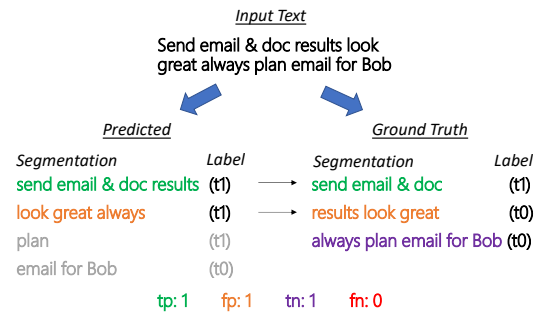 Input Text
Send email & doc results look
great always plan email for Bob
Predicted
Ground Truth
Segmentation Label
Segmentation Label
send email & doc results (t1)
send email & doc (t1)
look great always (t1)
results look great (t0)
plan (t1)
always plan email for Bob (t0)
email for Bob (t0)
tp: 1 fp: 1 tn: 1 fn: 0